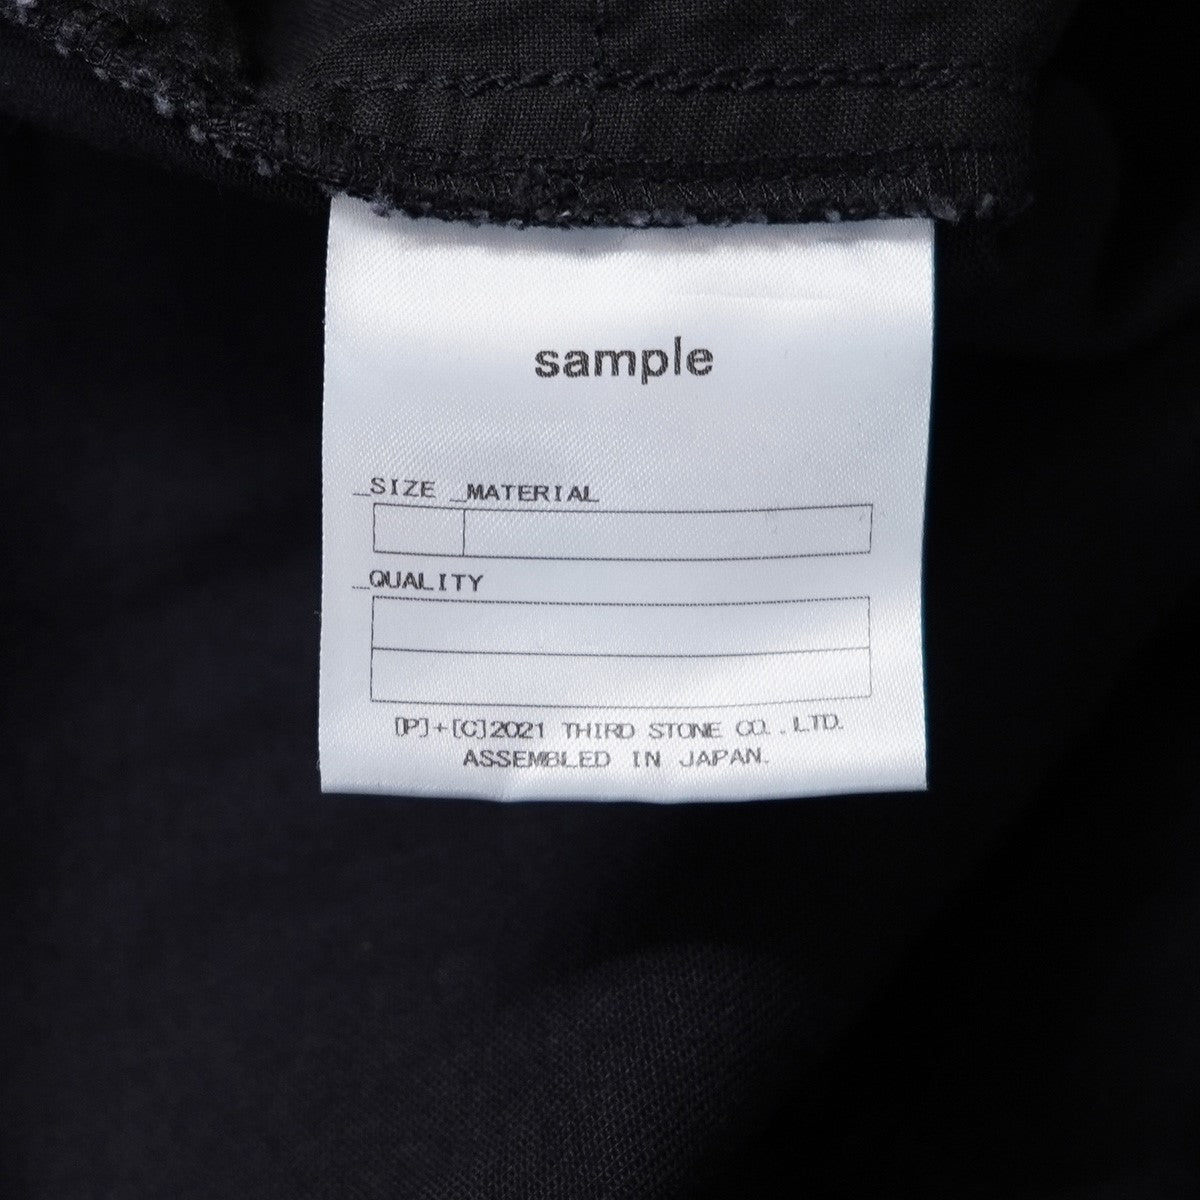 sample
_SIZE _MATERIAL
_QUALITY
[P]+[C]2021 THIRD STONE CO.,LTD.
ASSEMBLED IN JAPAN.